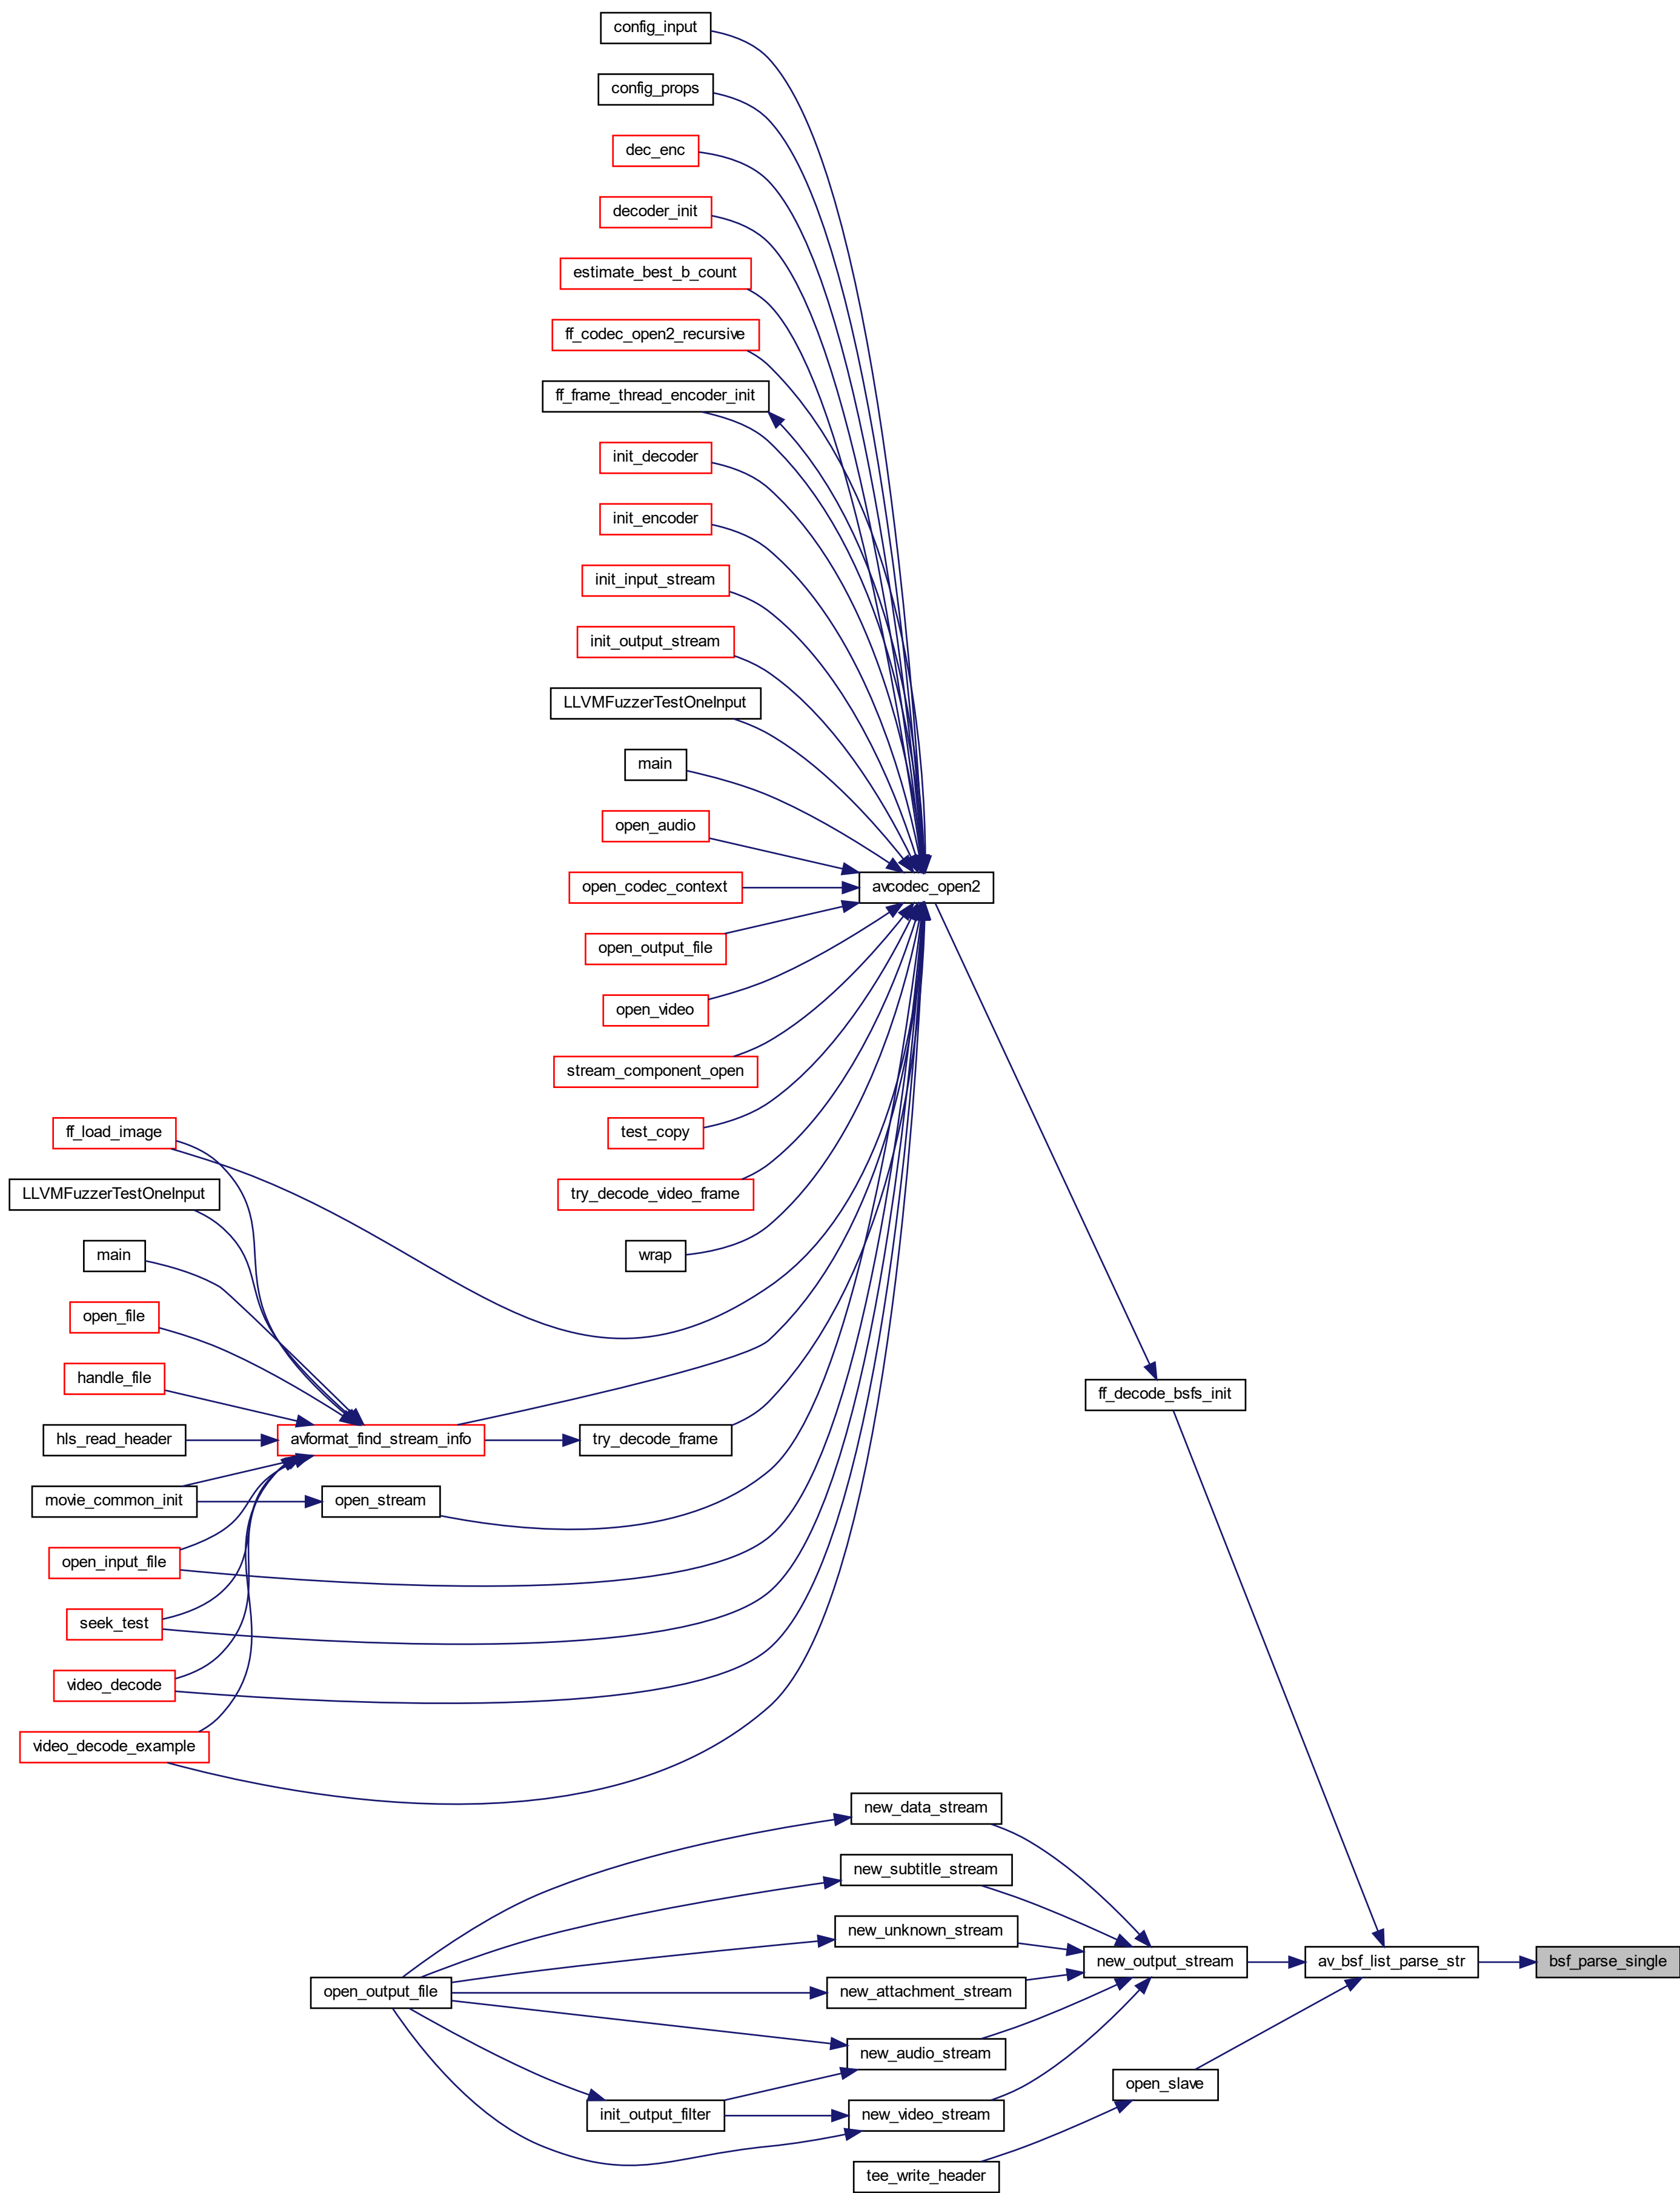 config_input
config_props
dec_enc
decoder_init
estimate_best_b_count
ff_codec_open2_recursive
ff_frame_thread_encoder_init
init_decoder
init_encoder
init_input_stream
init_output_stream
LLVMFuzzerTestOneInput
main
open_audio
open_codec_context
avcodec_open2
open_output_file
open_video
stream_component_open
test_copy
ff_load_image
try_decode_video_frame
LLVMFuzzerTestOneInput
wrap
main
open_file
handle_file
ff_decode_bsfs_init
hls_read_header
avformat_find_stream_info
try_decode_frame
movie_common_init
open_stream
open_input_file
seek_test
video_decode
video_decode_example
new_data_stream
new_subtitle_stream
new_unknown_stream
new_output_stream
av_bsf_list_parse_str
bsf_parse_single
open_output_file
new_attachment_stream
new_audio_stream
open_slave
init_output_filter
new_video_stream
tee_write_header